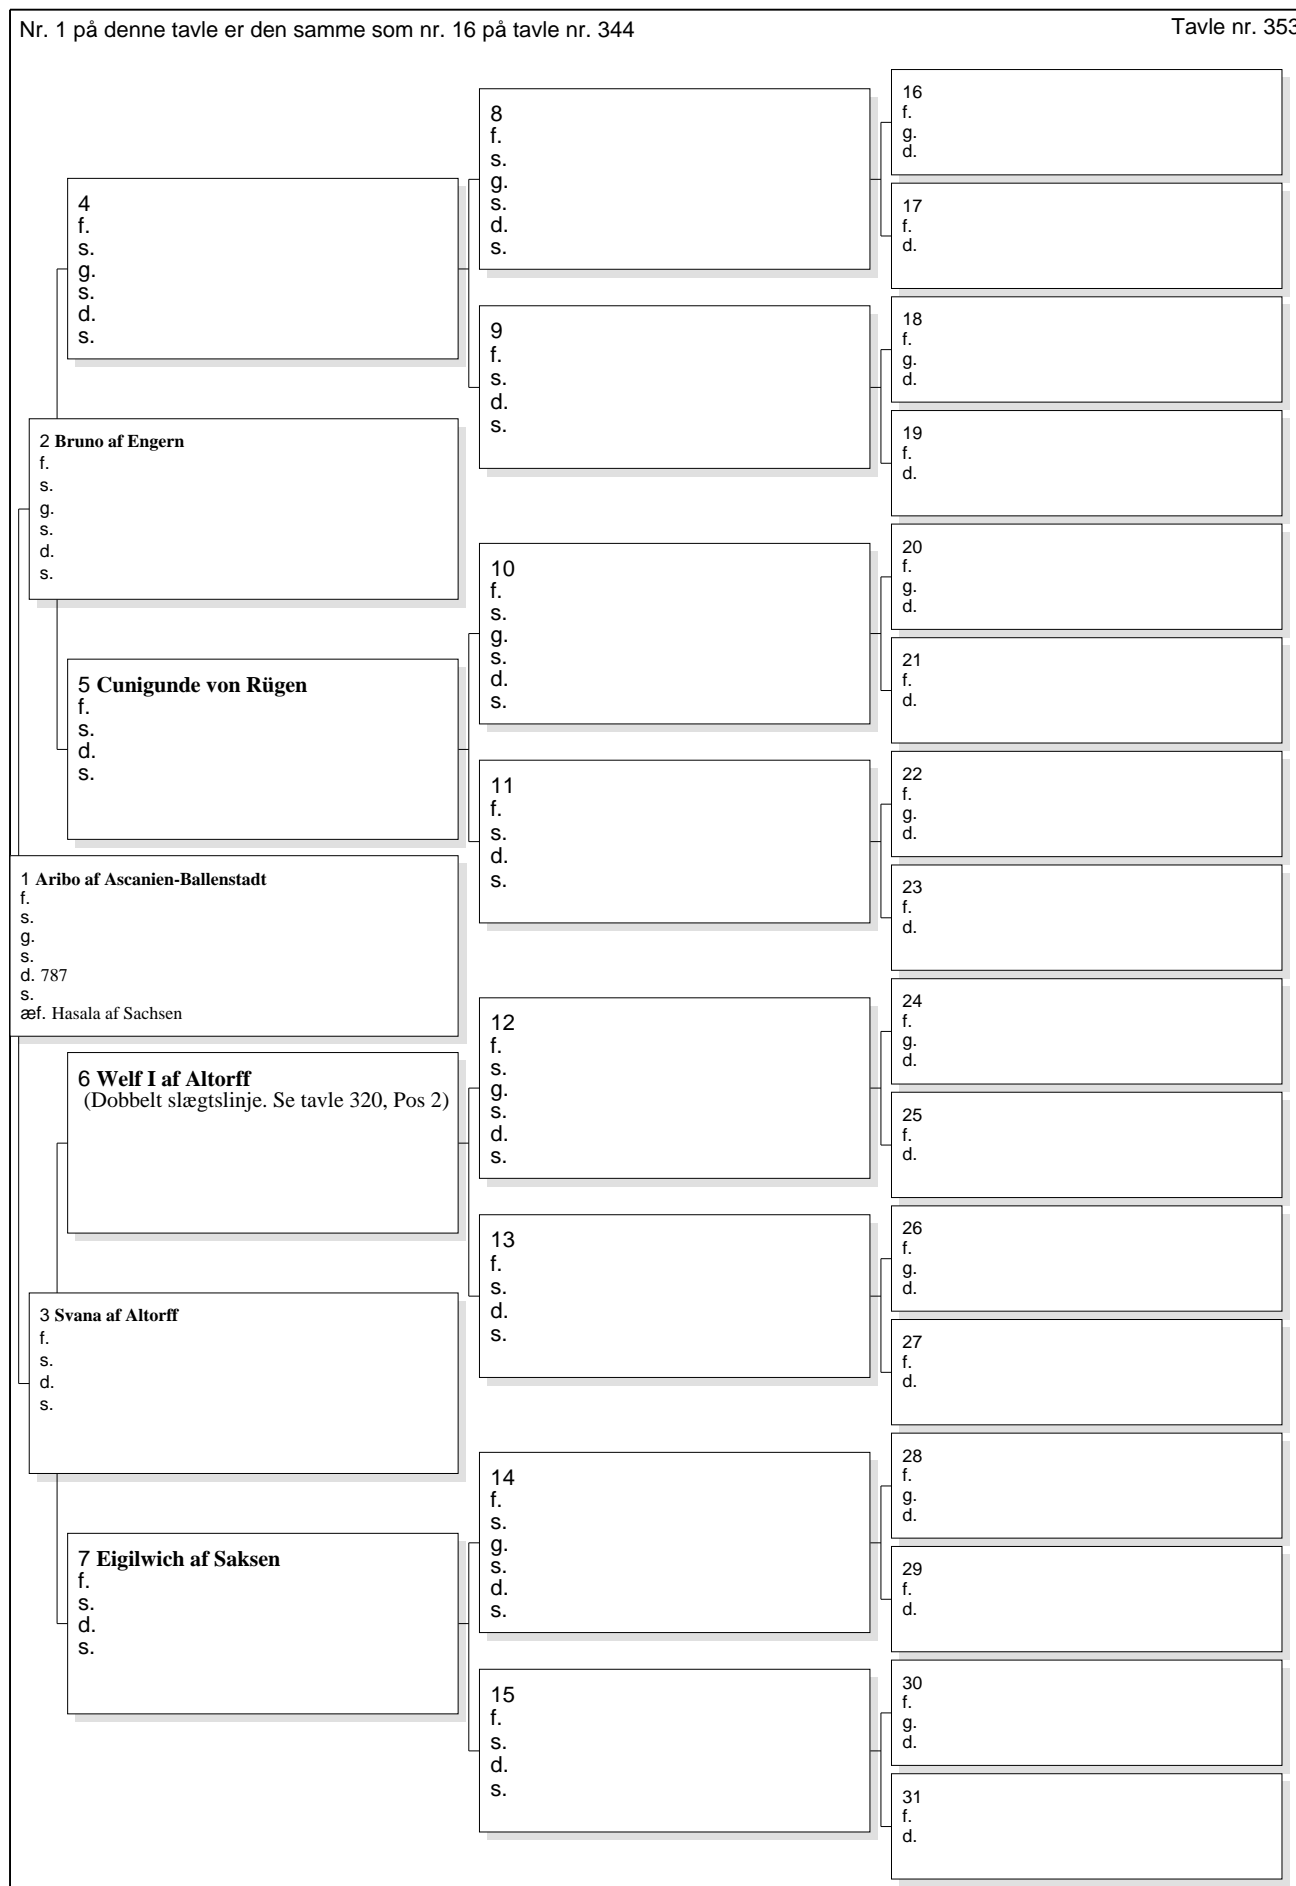 Nr. 1 på denne tavle er den samme som nr. 16 på tavle nr. 344
Tavle nr. 353
4
f.
s.
g.
s.
d.
s.
2 Bruno af Engern
f.
s.
g.
s.
d.
s.
5 Cunigunde von Rügen
f.
s.
d.
s.
1 Aribo af Ascanien-Ballenstadt
f.
s.
g.
s.
d. 787
s.
æf. Hasala af Sachsen
6 Welf I af Altorff
(Dobbelt slægtslinje. Se tavle 320, Pos 2)
3 Svana af Altorff
f.
s.
d.
s.
7 Eigilwich af Saksen
f.
s.
d.
s.
8
f.
s.
g.
s.
d.
s.
9
f.
s.
d.
s.
10
f.
s.
g.
s.
d.
s.
11
f.
s.
d.
s.
12
f.
s.
g.
s.
d.
s.
13
f.
s.
d.
s.
14
f.
s.
g.
s.
d.
s.
15
f.
s.
d.
s.
16
f.
g.
d.
17
f.
d.
18
f.
g.
d.
19
f.
d.
20
f.
g.
d.
21
f.
d.
22
f.
g.
d.
23
f.
d.
24
f.
g.
d.
25
f.
d.
26
f.
g.
d.
27
f.
d.
28
f.
g.
d.
29
f.
d.
30
f.
g.
d.
31
f.
d.